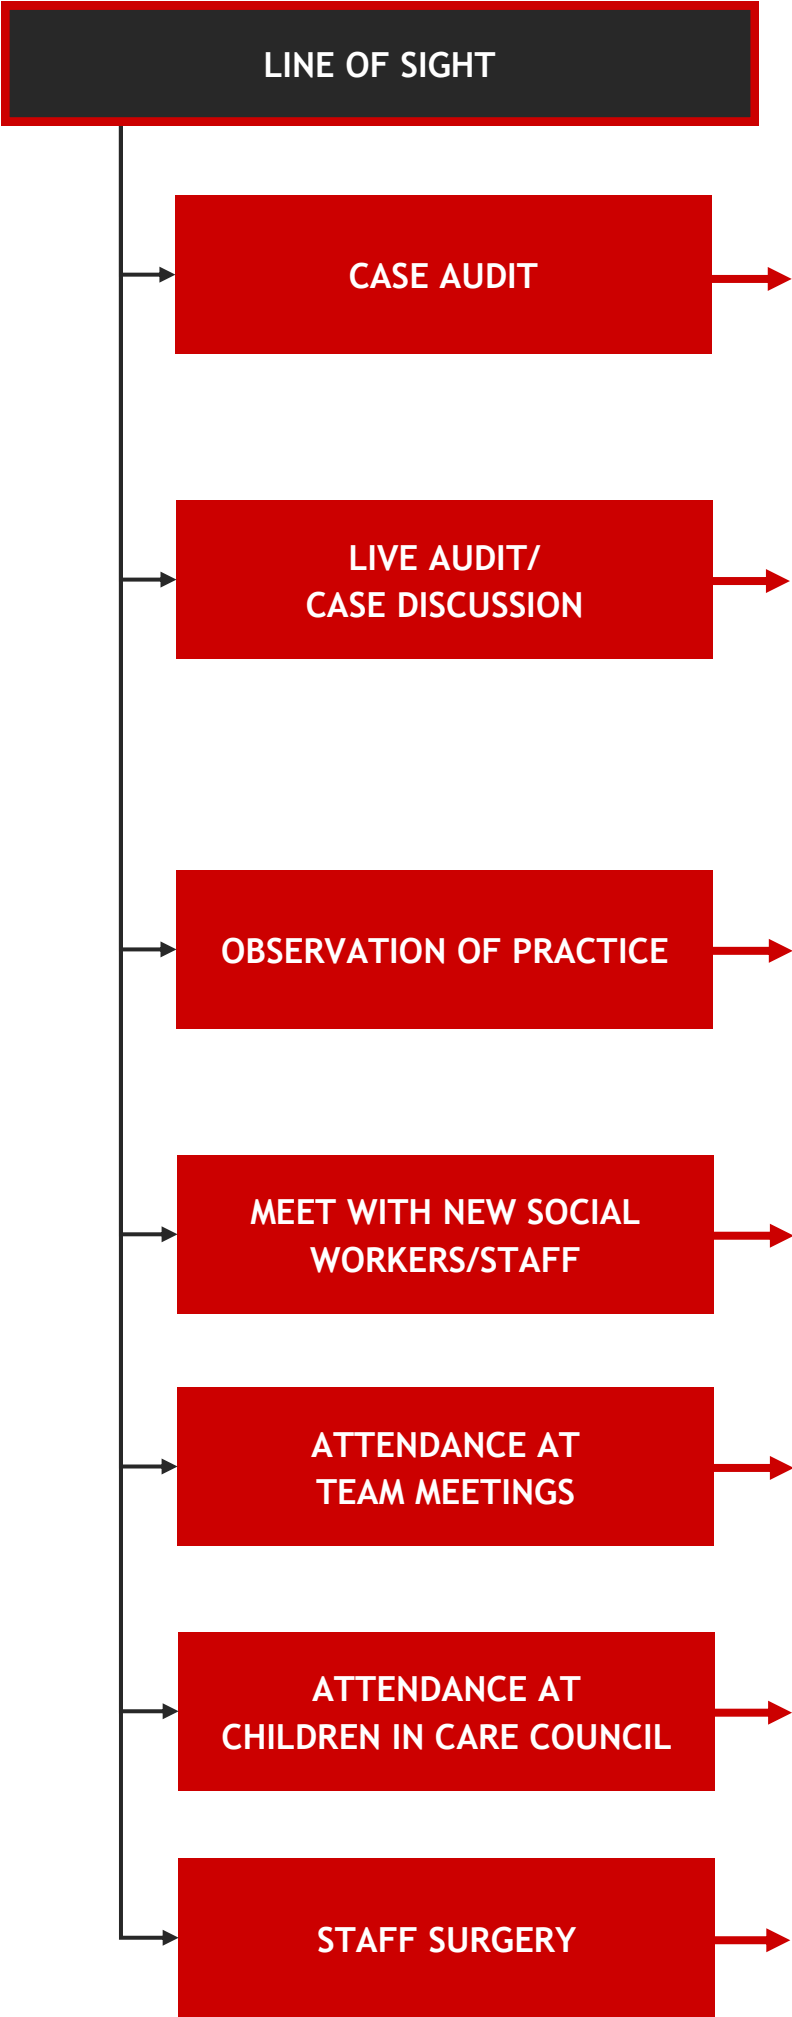 LINE OF SIGHT
CASE AUDIT
LIVE AUDIT/
CASE DISCUSSION
OBSERVATION OF PRACTICE
MEET WITH NEW SOCIAL
WORKERS/STAFF
ATTENDANCE AT
TEAM MEETINGS
ATTENDANCE AT
CHILDREN IN CARE COUNCIL
STAFF SURGERY